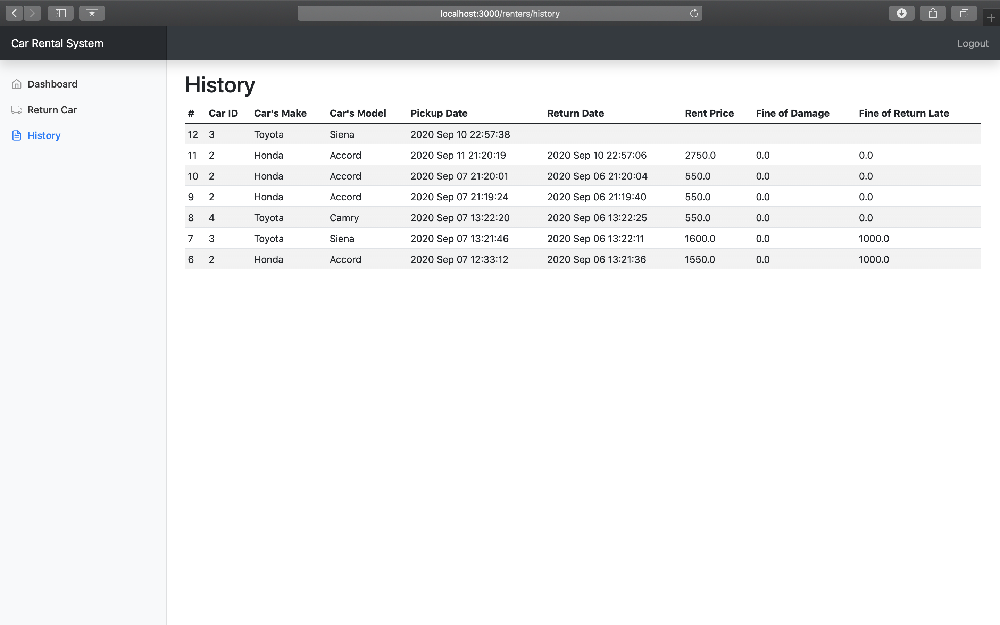 localhost:3000/renters/history
Car Rental System
Logout
Dashboard
Return Car
History
History
# Car ID Car's Make Car's Model Pickup Date Return Date Rent Price Fine of Damage Fine of Return Late
12 3 Toyota Siena 2020 Sep 10 22:57:38
11 2 Honda Accord 2020 Sep 11 21:20:19 2020 Sep 10 22:57:06 2750.0 0.0 0.0
10 2 Honda Accord 2020 Sep 07 21:20:01 2020 Sep 06 21:20:04 550.0 0.0 0.0
9 2 Honda Accord 2020 Sep 07 21:19:24 2020 Sep 06 21:19:40 550.0 0.0 0.0
8 4 Toyota Camry 2020 Sep 07 13:22:20 2020 Sep 06 13:22:25 550.0 0.0 0.0
7 3 Toyota Siena 2020 Sep 07 13:21:46 2020 Sep 06 13:22:11 1600.0 0.0 1000.0
6 2 Honda Accord 2020 Sep 07 12:33:12 2020 Sep 06 13:21:36 1550.0 0.0 1000.0